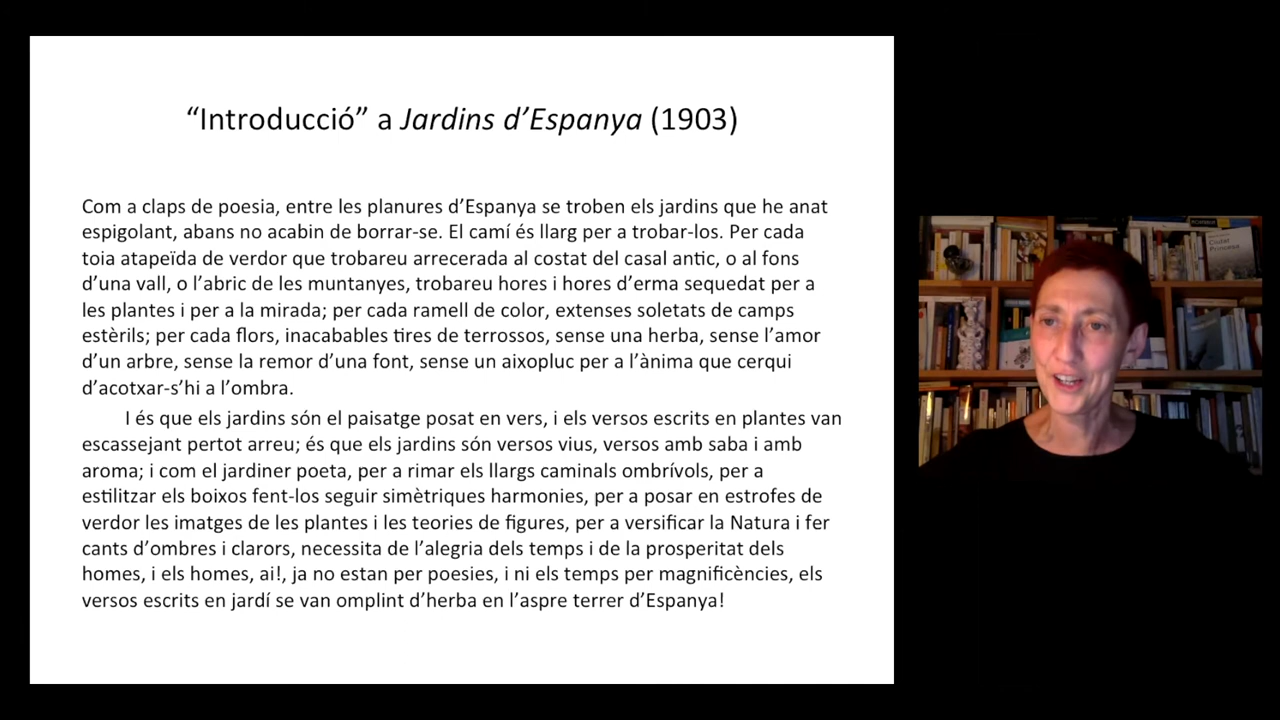 “Introducció” a Jardins d’Espanya (1903)
Com a claps de poesia, entre les planures d’Espanya se troben els jardins que he anat
espigolant, abans no acabin de borrar-se. El camí és llarg per a trobar-los. Per cada
toia atapeïda de verdor que trobareu arrecerada al costat del casal antic, o al fons
d’una vall, o l’abric de les muntanyes, trobareu hores i hores d’erma sequedat per a
les plantes i per a la mirada; per cada ramell de color, extenses soletats de camps
estèrils; per cada flors, inacabables tires de terrossos, sense una herba, sense l’amor
d’un arbre, sense la remor d’una font, sense un aixopluc per a l’ànima que cerqui
d’acotxar-s’hi a l’ombra.
I és que els jardins són el paisatge posat en vers, i els versos escrits en plantes van
escassejant pertot arreu; és que els jardins són versos vius, versos amb saba i amb
aroma; i com el jardiner poeta, per a rimar els llargs caminals ombrívols, per a
estilitzar els boixos fent-los seguir simètriques harmonies, per a posar en estrofes de
verdor les imatges de les plantes i les teories de figures, per a versificar la Natura i fer
cants d’ombres i clarors, necessita de l’alegria dels temps i de la prosperitat dels
homes, i els homes, ai!, ja no estan per poesies, i ni els temps per magnificències, els
versos escrits en jardí se van omplint d’herba en l’aspre terrer d’Espanya!
Ciutat
Princesa